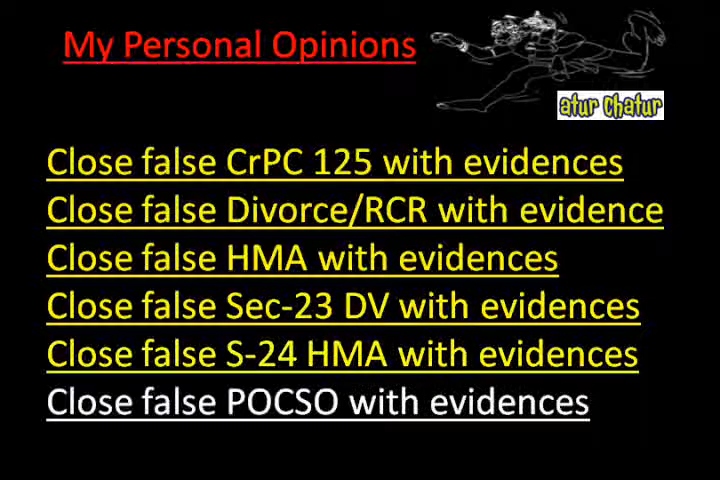 My Personal Opinions
atur Chatur
Close false CrPC 125 with evidences
Close false Divorce/RCR with evidence
Close false HMA with evidences
Close false Sec-23 DV with evidences
Close false S-24 HMA with evidences
Close false POCSO with evidences